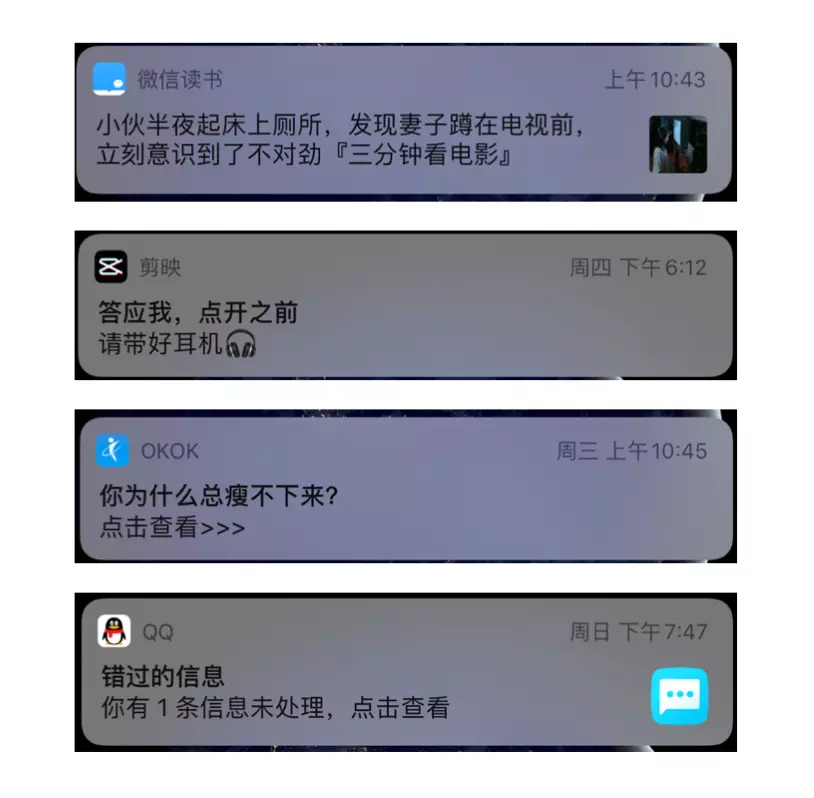 微信读书 上午10:43
小伙半夜起床上厕所，发现妻子蹲在电视前，
立刻意识到了不对劲『三分钟看电影』
剪映 周四 下午6:12
答应我，点开之前
请带好耳机🎧
OKOK 周三 上午10:45
你为什么总瘦不下来?
点击查看>>>
QQ 周日 下午7:47
错过的信息
你有 1 条信息未处理，点击查看